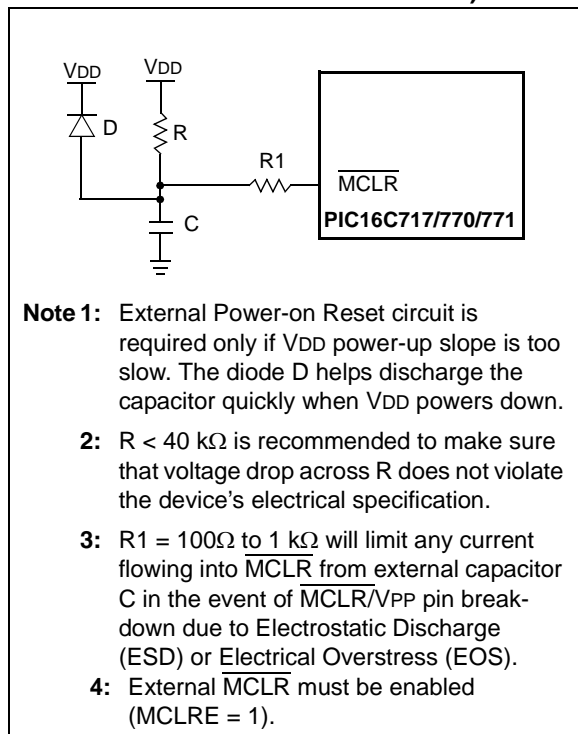 VDD VDD
D
R
R1
C
MCLR
PIC16C717/770/771
Note 1: External Power-on Reset circuit is
required only if VDD power-up slope is too
slow. The diode D helps discharge the
capacitor quickly when VDD powers down.
2: R < 40 kΩ is recommended to make sure
that voltage drop across R does not violate
the device's electrical specification.
3: R1 = 100Ω to 1 kΩ will limit any current
flowing into MCLR from external capacitor
C in the event of MCLR/VPP pin break-
down due to Electrostatic Discharge
(ESD) or Electrical Overstress (EOS).
4: External MCLR must be enabled
(MCLRE = 1).